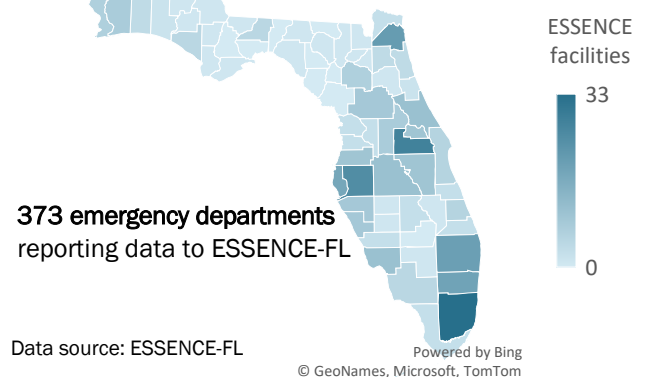 ESSENCE
facilities
33
0
373 emergency departments
reporting data to ESSENCE-FL
Data source: ESSENCE-FL
Powered by Bing
© GeoNames, Microsoft, TomTom